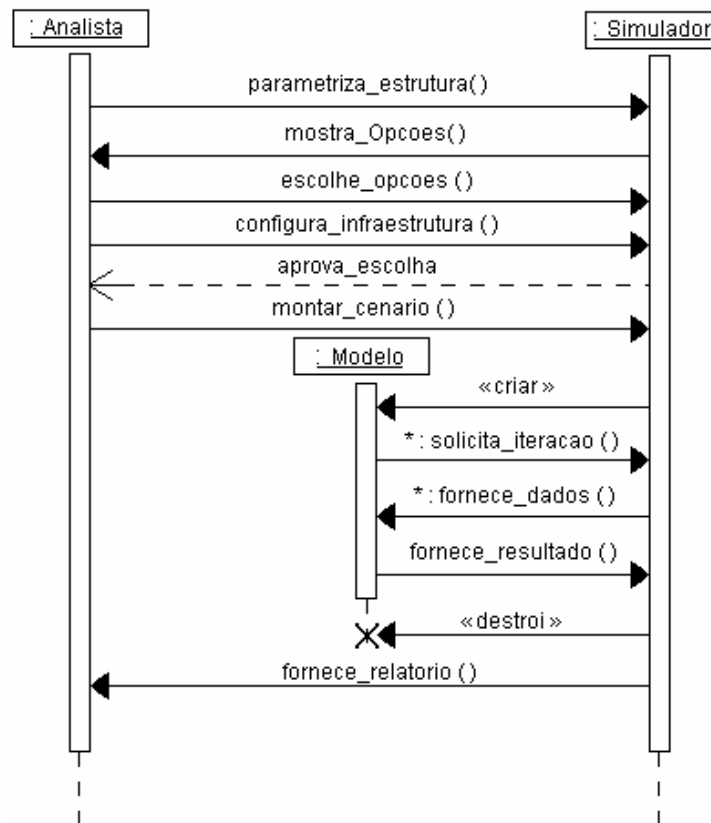 : Analista
: Simulador
parametriza_estrutura()
mostra_Opcoes()
escolhe_opcoes ()
configura_infraestrutura ()
aprova_escolha
montar_cenario ()
: Modelo
«criar»
* : solicita_iteracao ()
* : fornece_dados ()
fornece_resultado ()
«destroi»
fornece_relatorio ()